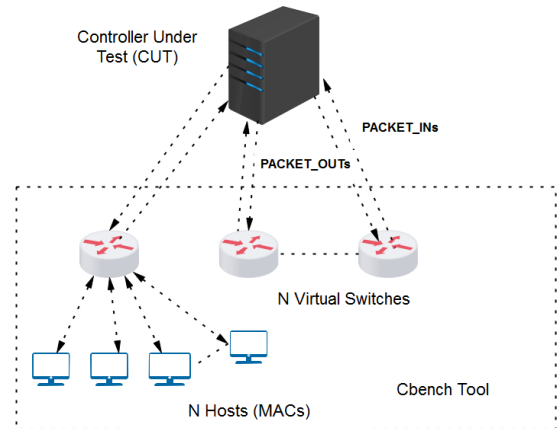 Controller Under
Test (CUT)
PACKET_INs
PACKET_OUTs
N Virtual Switches
Cbench Tool
N Hosts (MACs)